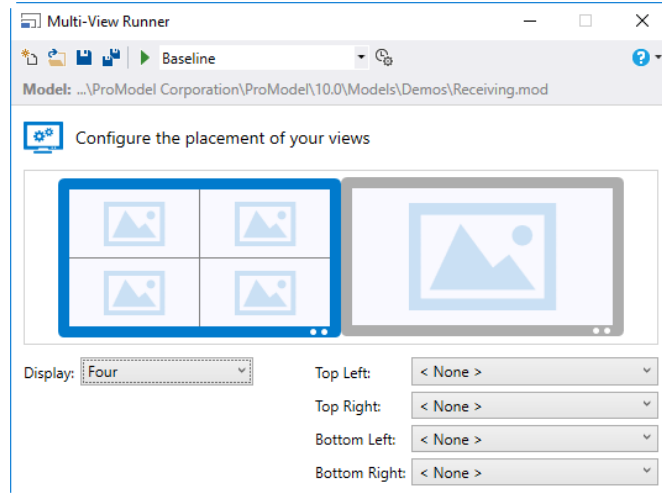 Multi-View Runner
Baseline
Model: ...\ProModel Corporation\ProModel\10.0\Models\Demos\Receiving.mod
Configure the placement of your views
Display: Four
Top Left: < None >
Top Right: < None >
Bottom Left: < None >
Bottom Right: < None >